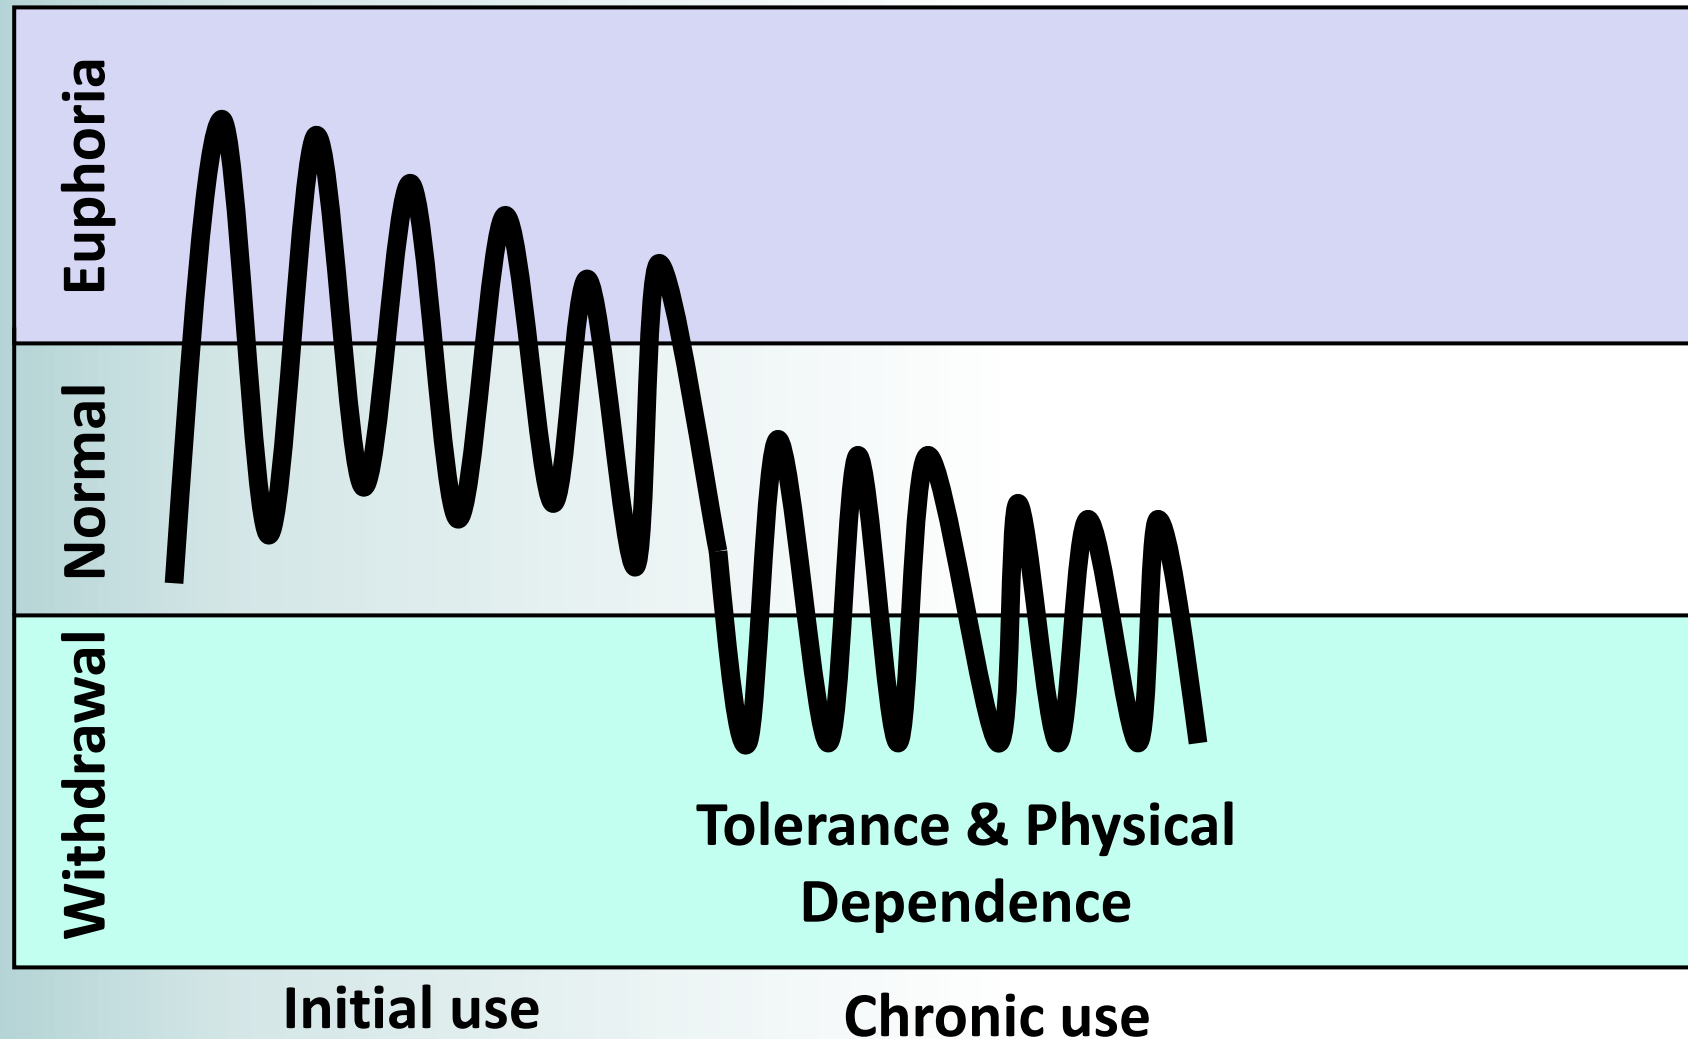 Euphoria
Normal
Withdrawal
Tolerance & Physical
Dependence
Initial use
Chronic use